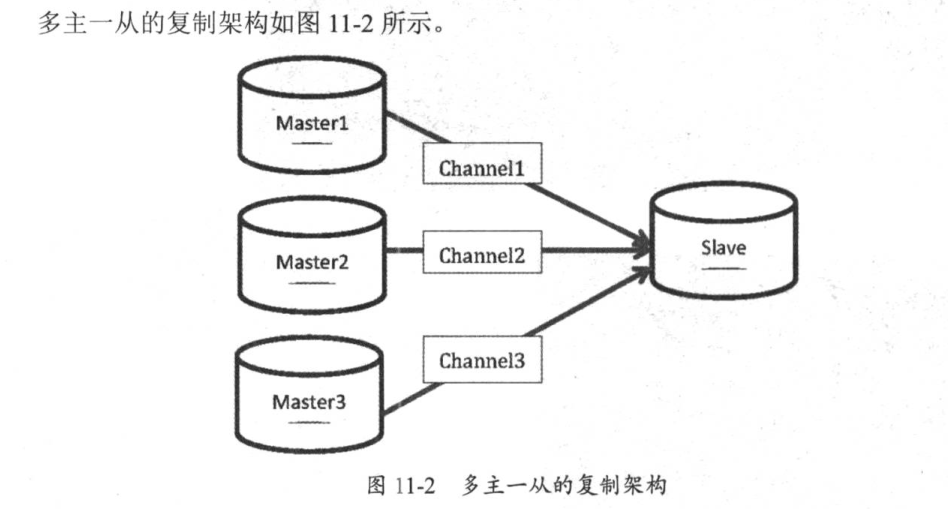 多主一从的复制架构如图 11-2 所示。
Master1
Channel1
Master2
Channel2
Slave
Master3
Channel3
图 11-2 多主一从的复制架构